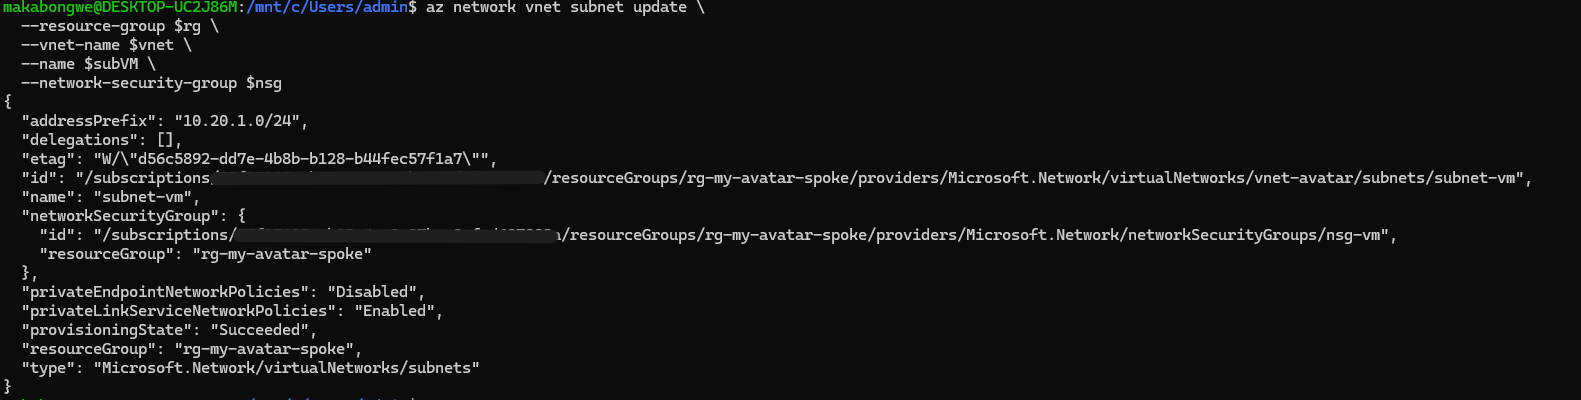 makabongwe@DESKTOP-UC2J86M:/mnt/c/Users/admin$ az network vnet subnet update \
  --resource-group $rg \
  --vnet-name $vnet \
  --name $subVM \
  --network-security-group $nsg
{
  "addressPrefix": "10.20.1.0/24",
  "delegations": [],
  "etag": "W/\"d56c5892-dd7e-4b8b-b128-b44fec57f1a7\"",
  "id": "/subscriptions/ /resourceGroups/rg-my-avatar-spoke/providers/Microsoft.Network/virtualNetworks/vnet-avatar/subnets/subnet-vm",
  "name": "subnet-vm",
  "networkSecurityGroup": {
    "id": "/subscriptions/ /resourceGroups/rg-my-avatar-spoke/providers/Microsoft.Network/networkSecurityGroups/nsg-vm",
    "resourceGroup": "rg-my-avatar-spoke"
  },
  "privateEndpointNetworkPolicies": "Disabled",
  "privateLinkServiceNetworkPolicies": "Enabled",
  "provisioningState": "Succeeded",
  "resourceGroup": "rg-my-avatar-spoke",
  "type": "Microsoft.Network/virtualNetworks/subnets"
}